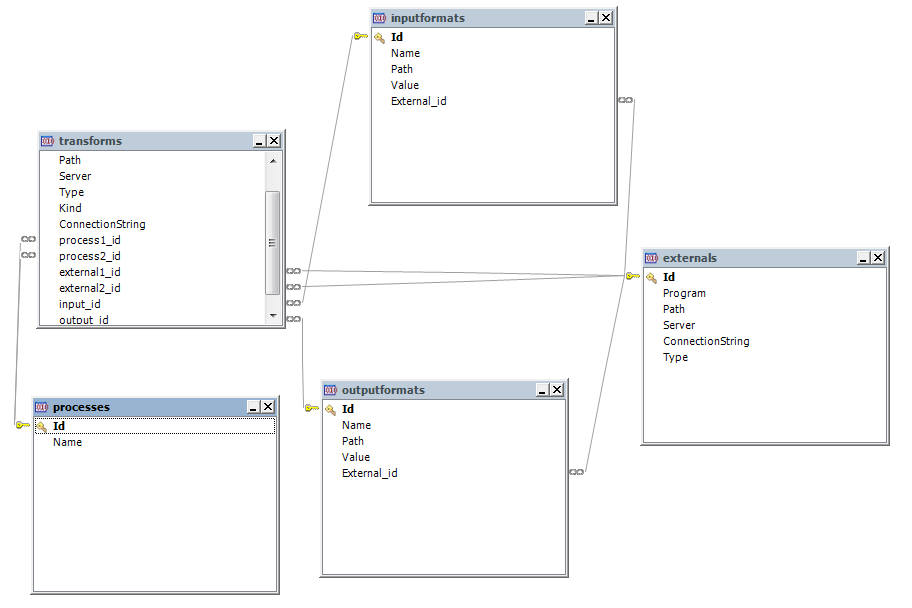 inputformats
Id
Name
Path
Value
External_id
transforms
Path
Server
Type
Kind
ConnectionString
process1_id
process2_id
external1_id
external2_id
input_id
output_id
externals
Id
Program
Path
Server
ConnectionString
Type
processes
Id
Name
outputformats
Id
Name
Path
Value
External_id